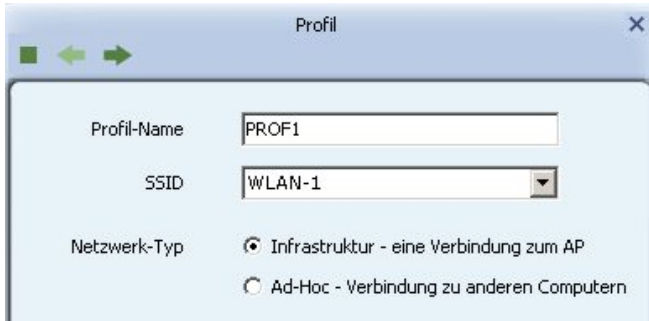 Profil
Profil-Name PROF1
SSID WLAN-1
Netzwerk-Typ Infrastruktur - eine Verbindung zum AP
Ad-Hoc - Verbindung zu anderen Computern